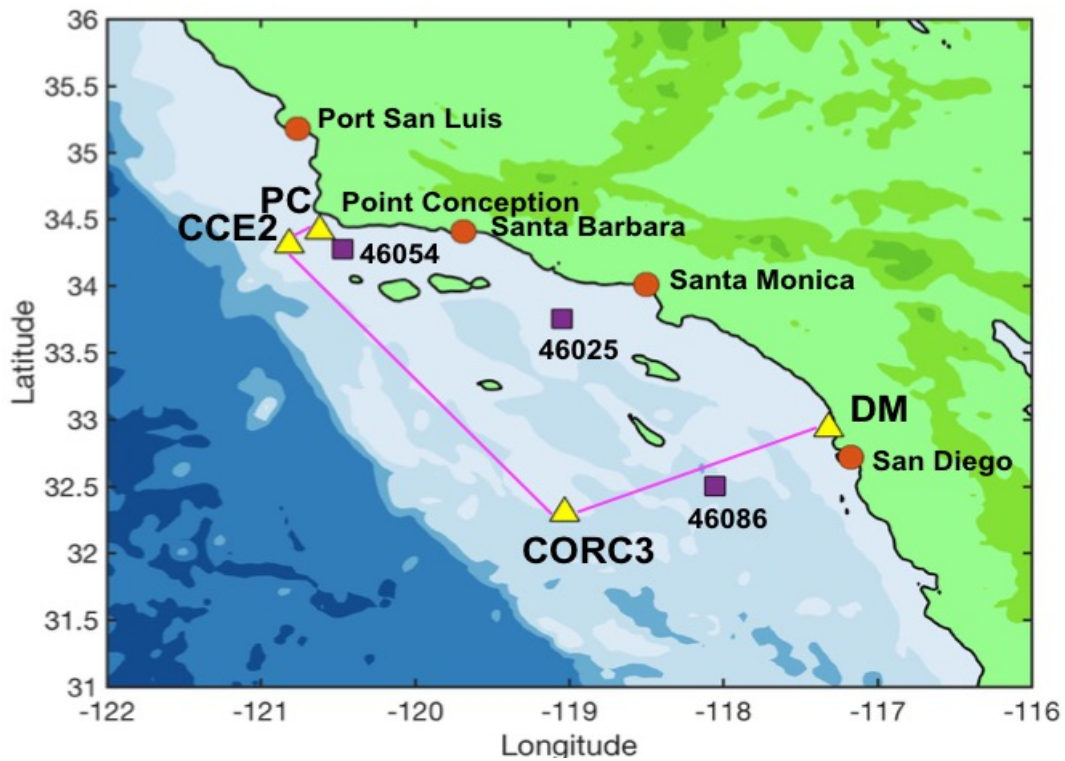 36
35.5
Port San Luis
35
PC
Point Conception
34.5
CCE2
Santa Barbara
46054
34
Santa Monica
33.5
46025
Latitude
33
DM
San Diego
32.5
46086
CORC3
32
31.5
31
-122
-121
-120
-119
-118
-117
-116
Longitude